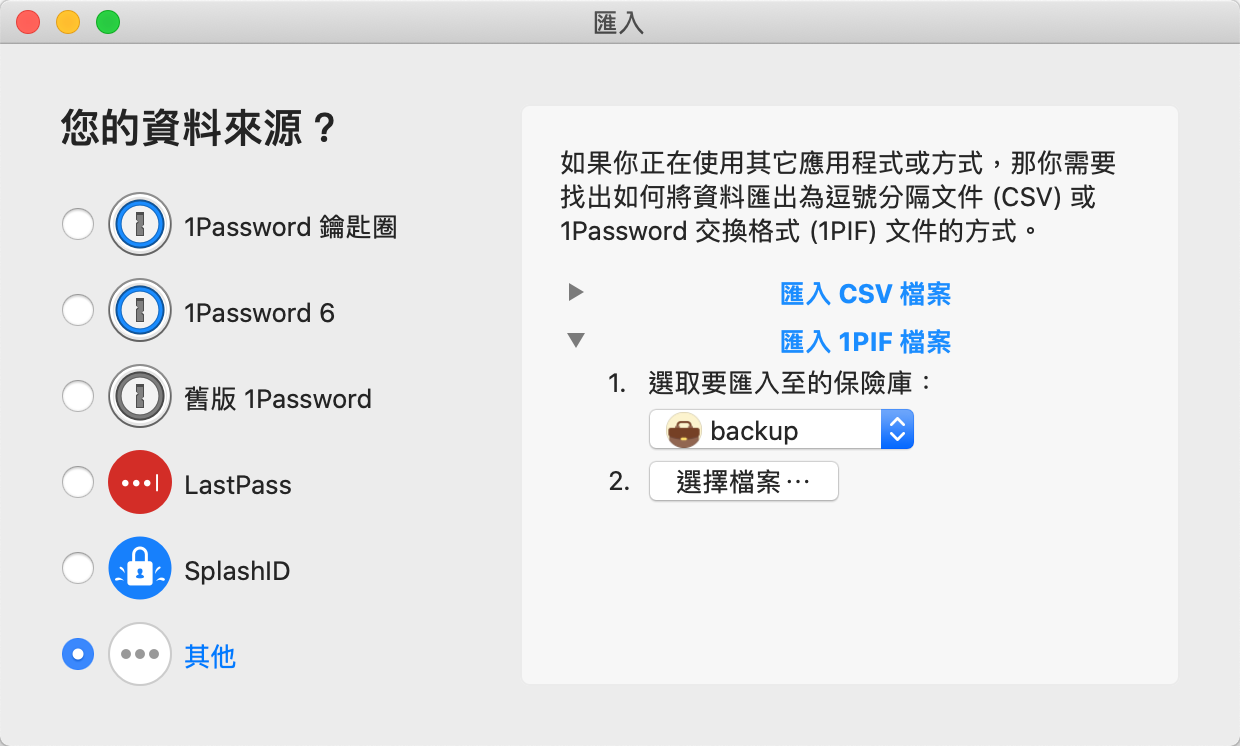 匯入
您的資料來源？
1Password 鑰匙圈
1Password 6
舊版 1Password
LastPass
SplashID
其他
如果你正在使用其它應用程式或方式，那你需要
找出如何將資料匯出為逗號分隔文件 (CSV) 或
1Password 交換格式 (1PIF) 文件的方式。
匯入 CSV 檔案
匯入 1PIF 檔案
1. 選取要匯入至的保險庫：
backup
2. 選擇檔案⋯